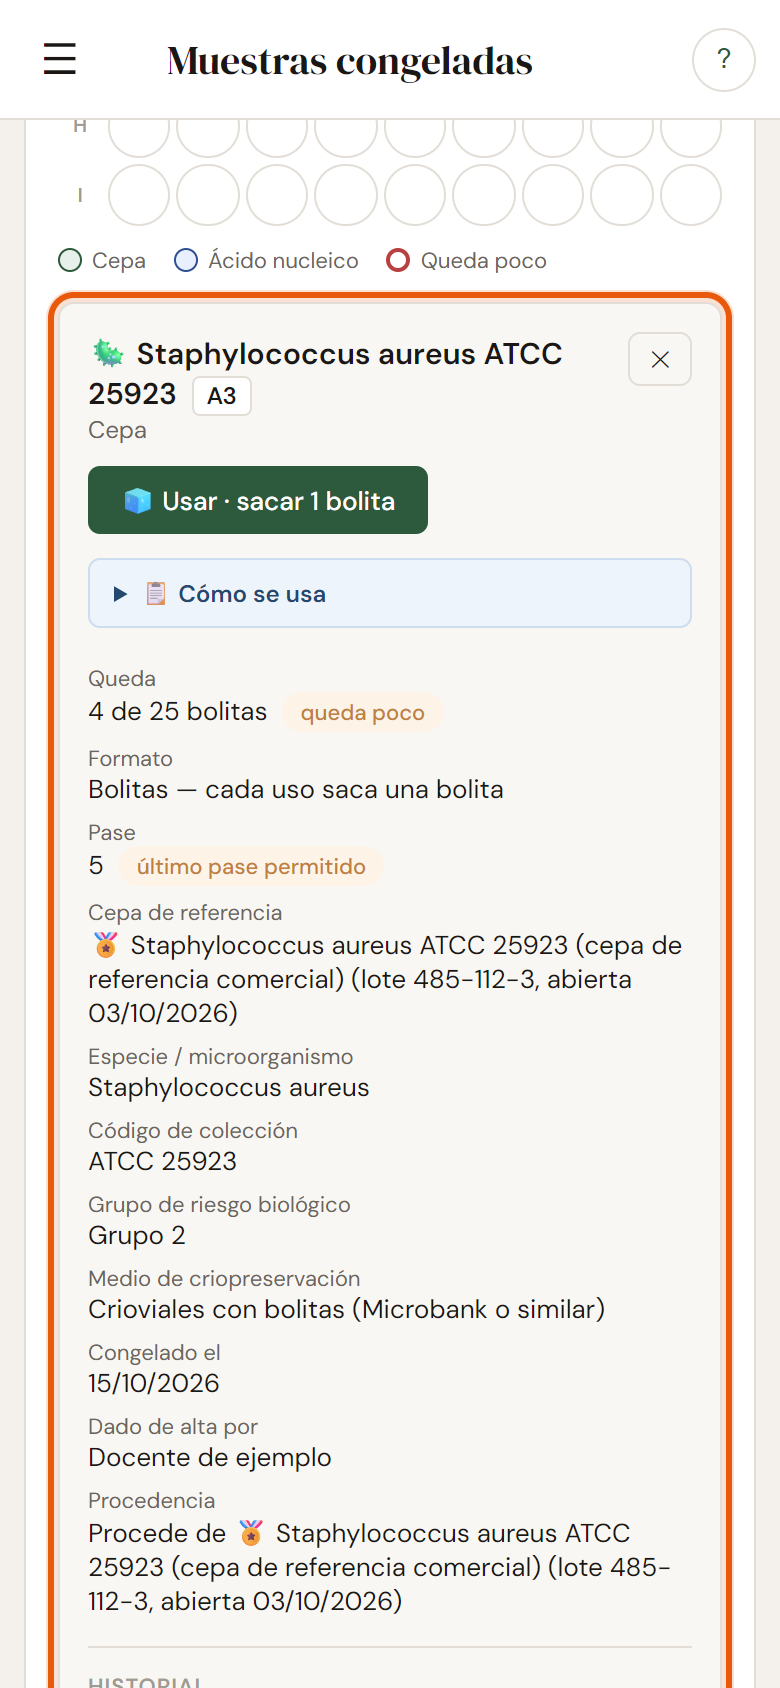 Muestras congeladas
?
H
I
Cepa
Ácido nucleico
Queda poco
Staphylococcus aureus ATCC
25923 A3
Cepa
Usar · sacar 1 bolita
Cómo se usa
Queda
4 de 25 bolitas queda poco
Formato
Bolitas — cada uso saca una bolita
Pase
5 último pase permitido
Cepa de referencia
Staphylococcus aureus ATCC 25923 (cepa de
referencia comercial) (lote 485-112-3, abierta
03/10/2026)
Especie / microorganismo
Staphylococcus aureus
Código de colección
ATCC 25923
Grupo de riesgo biológico
Grupo 2
Medio de criopreservación
Crioviales con bolitas (Microbank o similar)
Congelado el
15/10/2026
Dado de alta por
Docente de ejemplo
Procedencia
Procede de Staphylococcus aureus ATCC
25923 (cepa de referencia comercial) (lote 485-
112-3, abierta 03/10/2026)
HISTORIAL